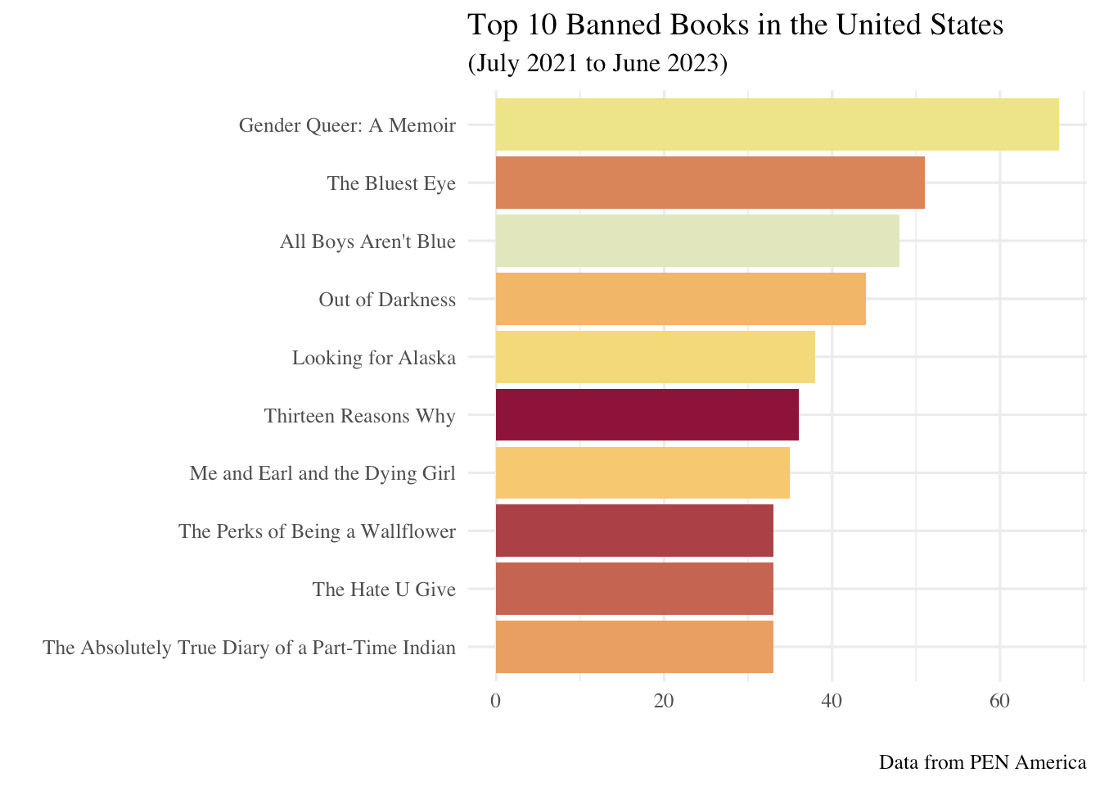 Top 10 Banned Books in the United States
(July 2021 to June 2023)
Gender Queer: A Memoir
The Bluest Eye
All Boys Aren't Blue
Out of Darkness
Looking for Alaska
Thirteen Reasons Why
Me and Earl and the Dying Girl
The Perks of Being a Wallflower
The Hate U Give
The Absolutely True Diary of a Part-Time Indian
0 20 40 60
Data from PEN America